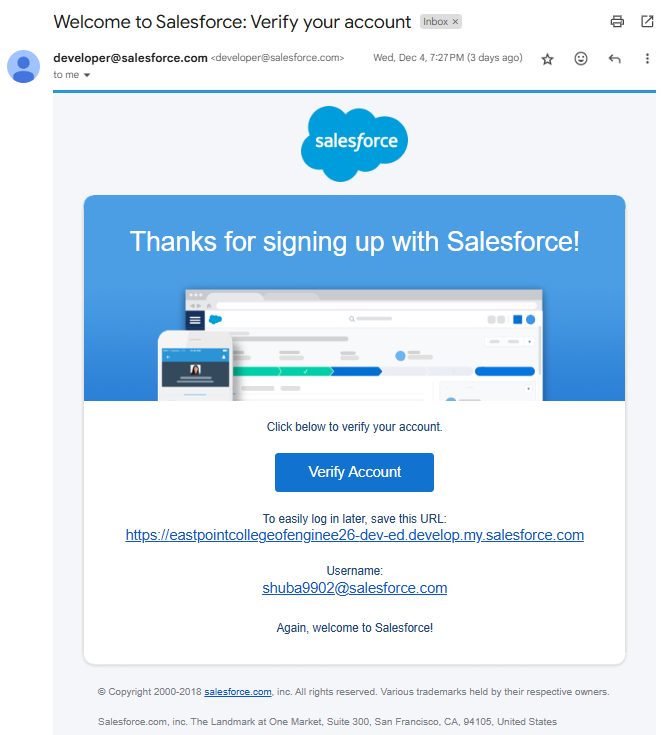 Welcome to Salesforce: Verify your account Inbox ×
developer@salesforce.com <developer@salesforce.com> Wed, Dec 4, 7:27 PM (3 days ago)
to me
salesforce
Thanks for signing up with Salesforce!
Click below to verify your account.
Verify Account
To easily log in later, save this URL:
https://eastpointcollegeofenginee26-dev-ed.develop.my.salesforce.com
Username:
shuba9902@salesforce.com
Again, welcome to Salesforce!
© Copyright 2000-2018 salesforce.com, inc. All rights reserved. Various trademarks held by their respective owners.
Salesforce.com, inc. The Landmark at One Market, Suite 300, San Francisco, CA, 94105, United States